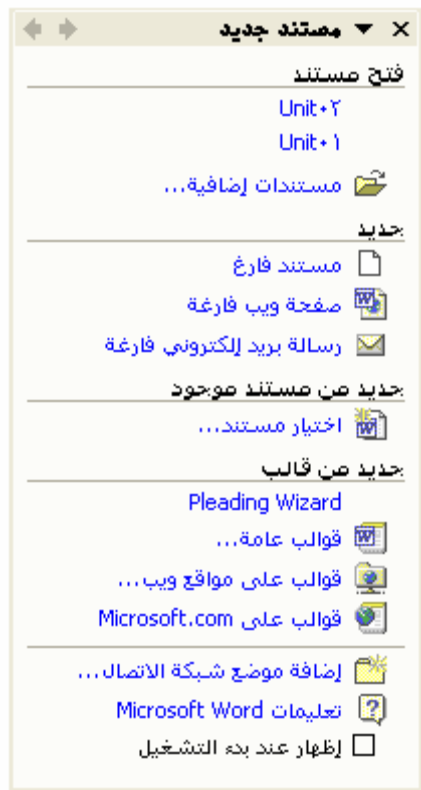 مستند جديد
فتح مستند
Unit٠٢
Unit٠١
مستندات إضافية...
جديد
مستند فارغ
صفحة ويب فارغة
رسالة بريد إلكتروني فارغة
جديد من مستند موجود
اختيار مستند...
جديد من قالب
Pleading Wizard
قوالب عامة...
قوالب على مواقع ويب...
قوالب على Microsoft.com
إضافة موضع شبكة الاتصال...
تعليمات Microsoft Word
إظهار عند بدء التشغيل